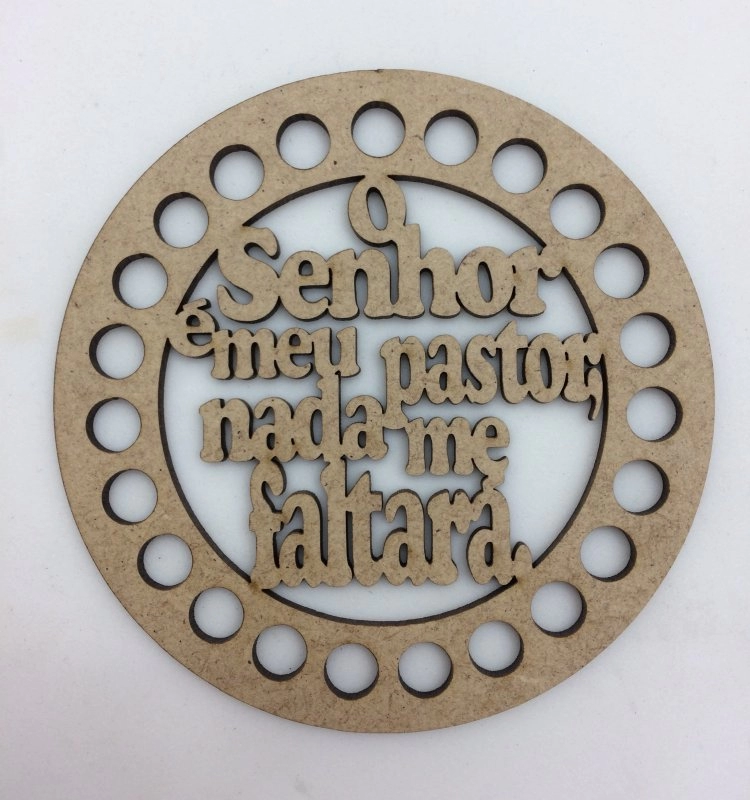 O
Senhor
é meu pastor,
nada me
faltará.